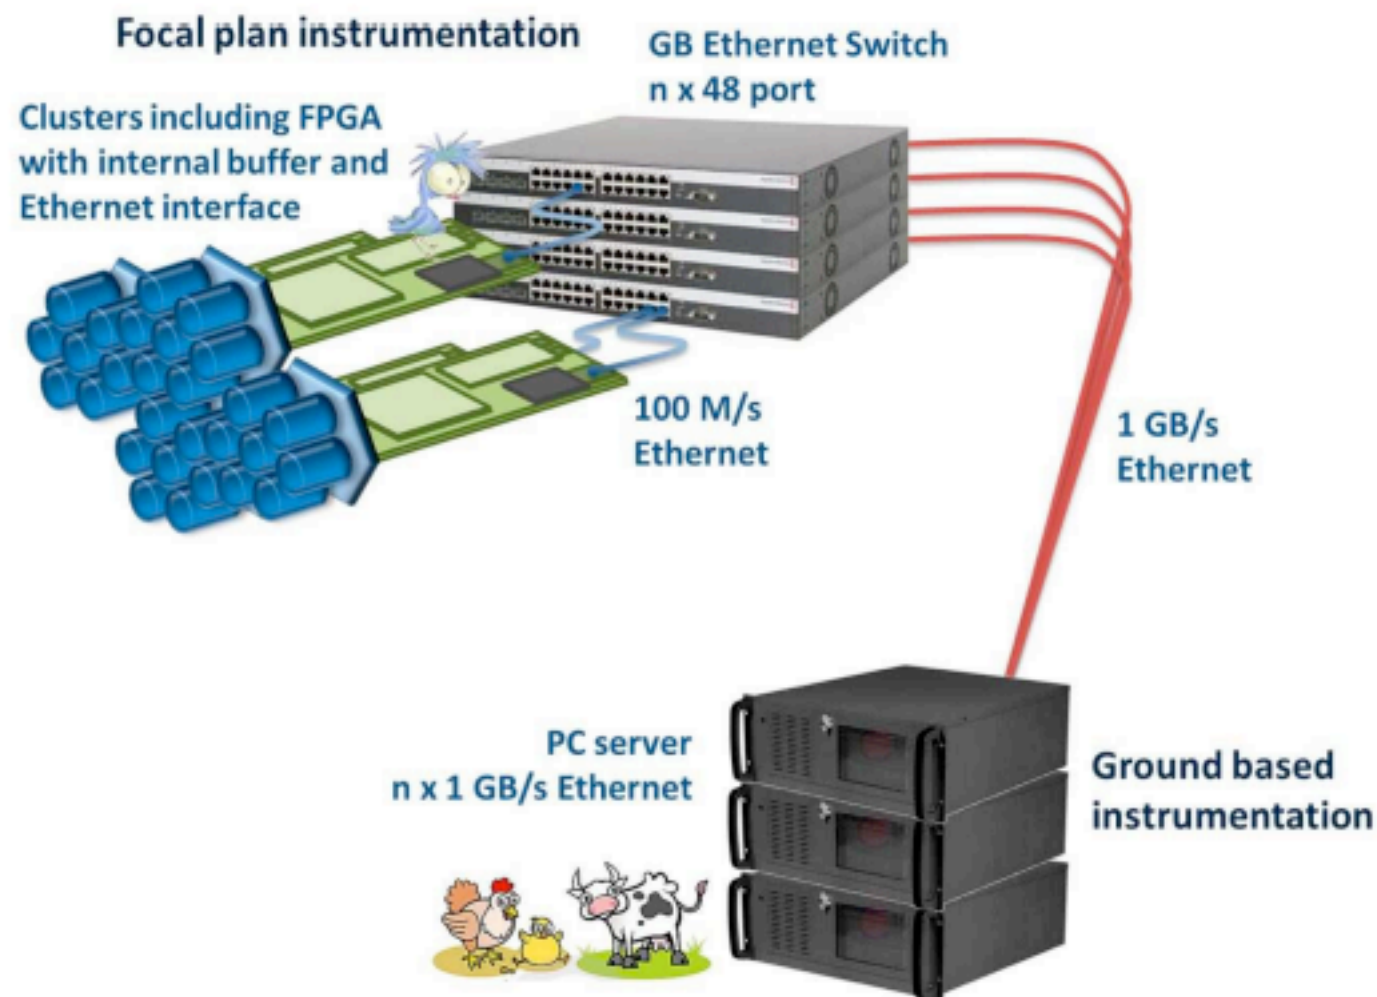 Focal plan instrumentation
GB Ethernet Switch
n x 48 port
Clusters including FPGA
with internal buffer and
Ethernet interface
100 M/s
Ethernet
1 GB/s
Ethernet
PC server
n x 1 GB/s Ethernet
Ground based
instrumentation